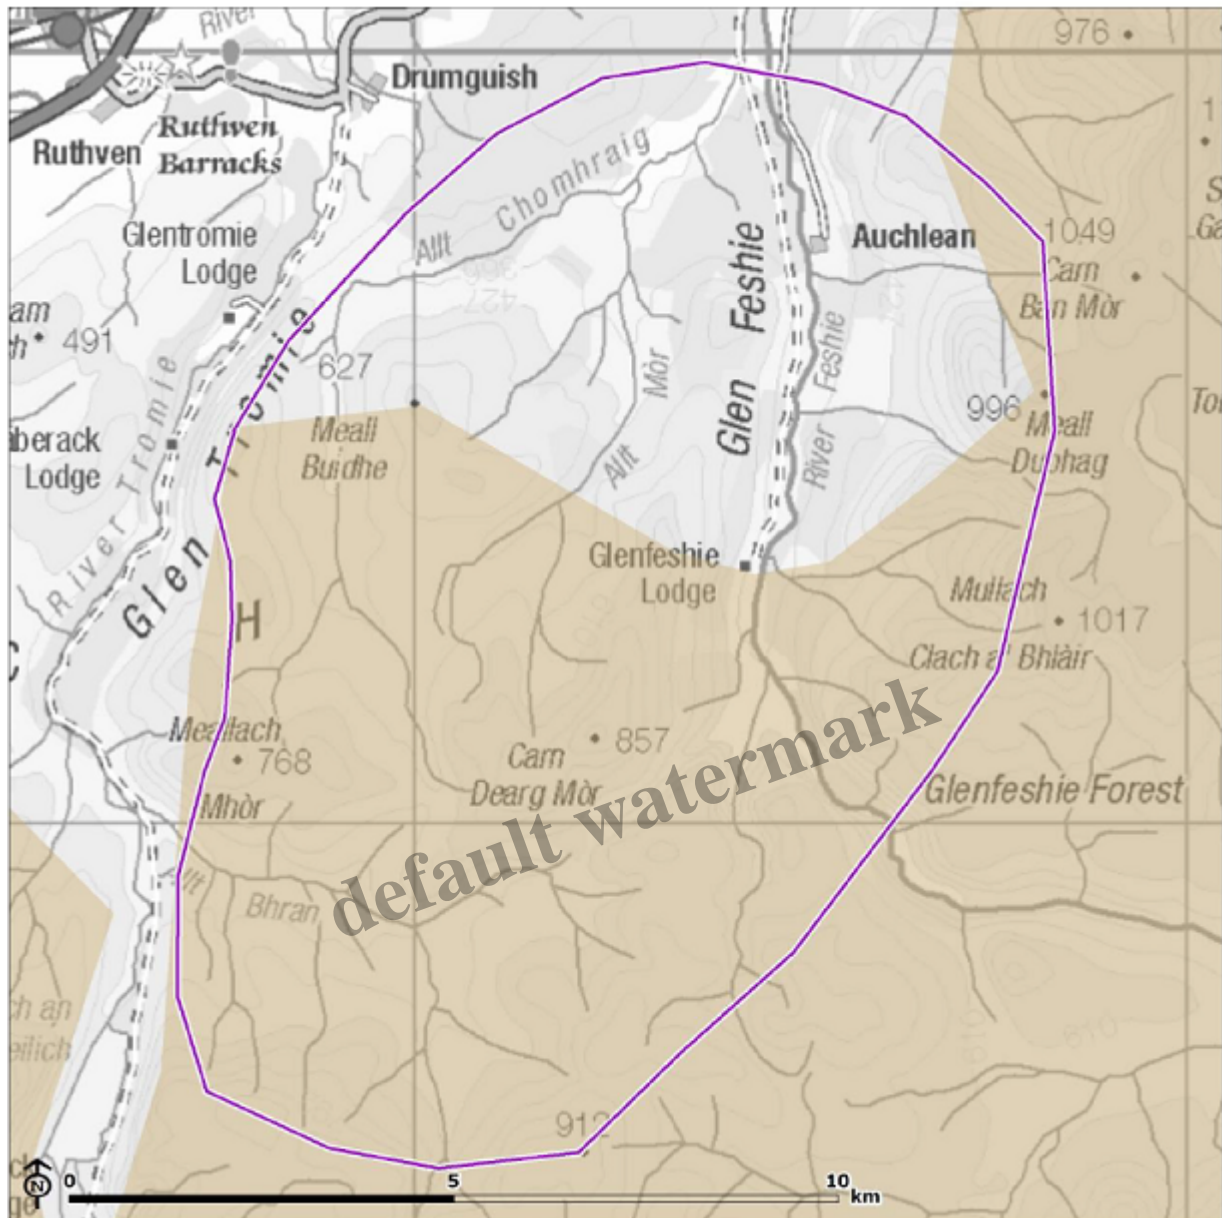 River
976
Drumguish
Ruthven
Barracks
Ruthven
Allt Chomhraig
Glentromie
Lodge
Auchlean
1049
Carn
Ban Mòr
491
627
Glen Feshie
River Feshie
Allt Mòr
996
Meall
Dubhag
Meall
Buidhe
Lodge
River Tromie
Glen Tromie
Glenfeshie
Lodge
H
Mullach
1017
Clach a' Bhlàir
Meallach
768
Mhòr
857
Carn
Dearg Mòr
Glenfeshie Forest
default watermark
Allt
Bhran
610
912
0
5
10
km